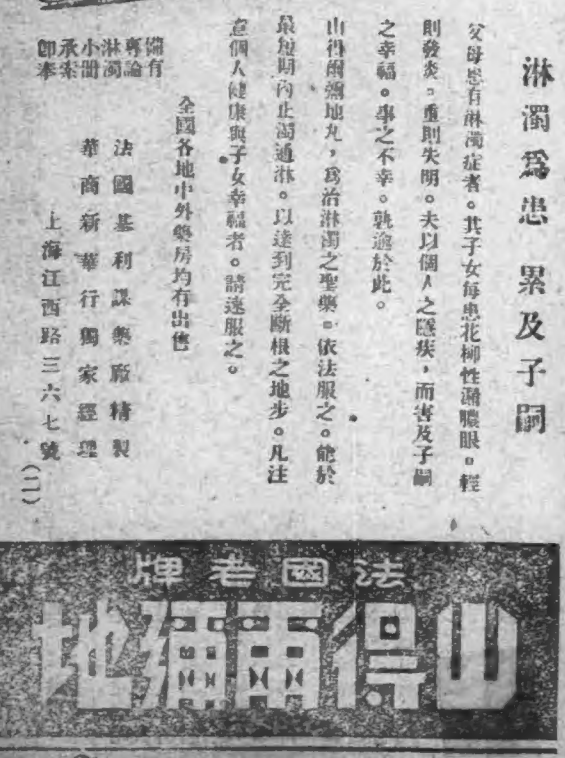 淋濁爲患 累及子嗣
父母患有淋濁症者。其子女每患花柳性濁膿眼。輕
則發炎。重則失明。夫以個人之隱疾，而害及子嗣
之幸福。事之不幸。孰逾於此。
山得爾彌地丸，爲治淋濁之聖藥。依法服之。能於
最短期內止濁通淋。以達到完全斷根之地步。凡注
意個人健康與子女幸福者。請速服之。
全國各地中外藥房均有出售
法國基利謀藥廠精製
華商新華行獨家經理
上海江西路三六七號
備有
專論
淋濁
小冊
承索
卽奉
(二)
法國老牌
山得爾彌地